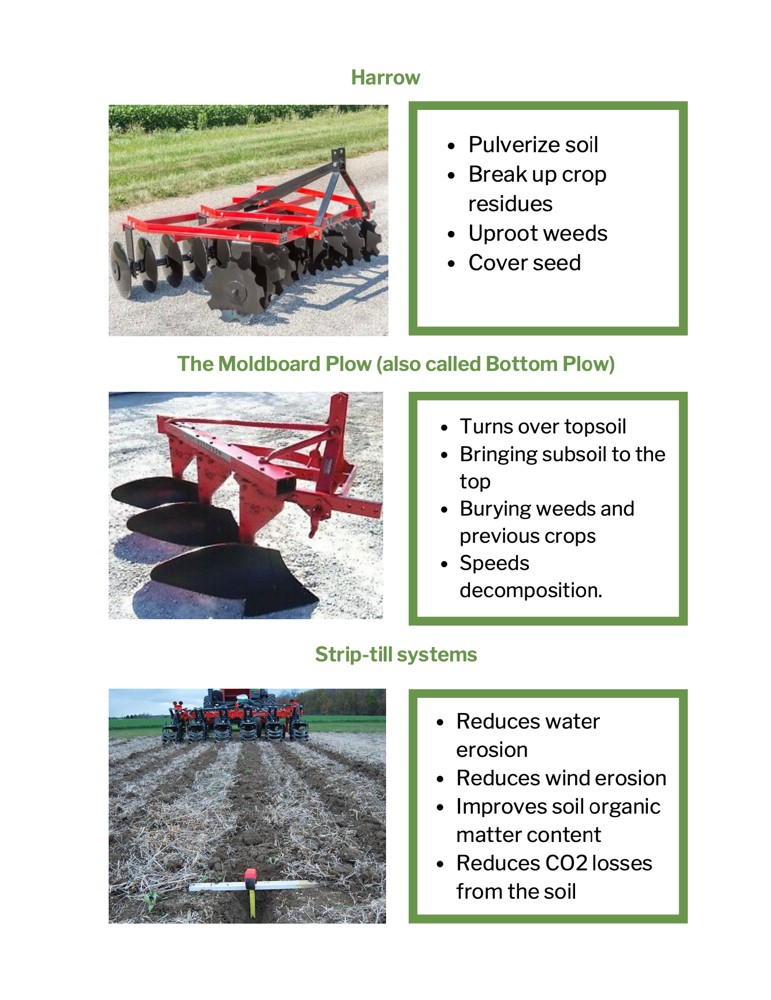 Harrow
• Pulverize soil
• Break up crop
residues
• Uproot weeds
• Cover seed
The Moldboard Plow (also called Bottom Plow)
• Turns over topsoil
• Bringing subsoil to the
top
• Burying weeds and
previous crops
• Speeds
decomposition.
Strip-till systems
• Reduces water
erosion
• Reduces wind erosion
• Improves soil organic
matter content
• Reduces CO2 losses
from the soil